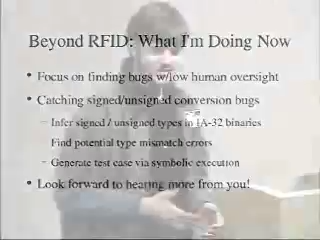 Beyond RFID: What I'm Doing Now
• Focus on finding bugs w/low human oversight
• Catching signed/unsigned conversion bugs
– Infer signed / unsigned types in IA-32 binaries
Find potential type mismatch errors
– Generate test case via symbolic execution
• Look forward to hearing more from you!